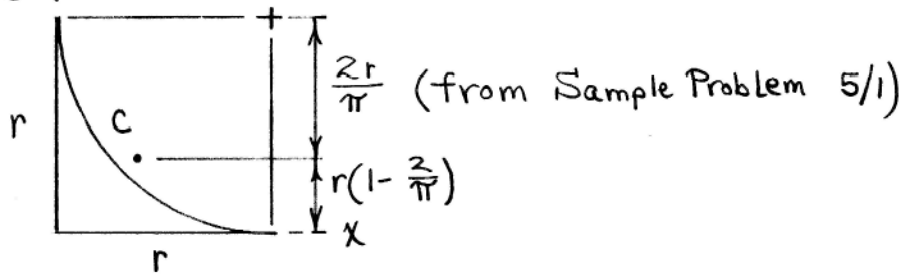 2r/π (from Sample Problem 5/1)
r
C
r(1- 2/π)
x
r